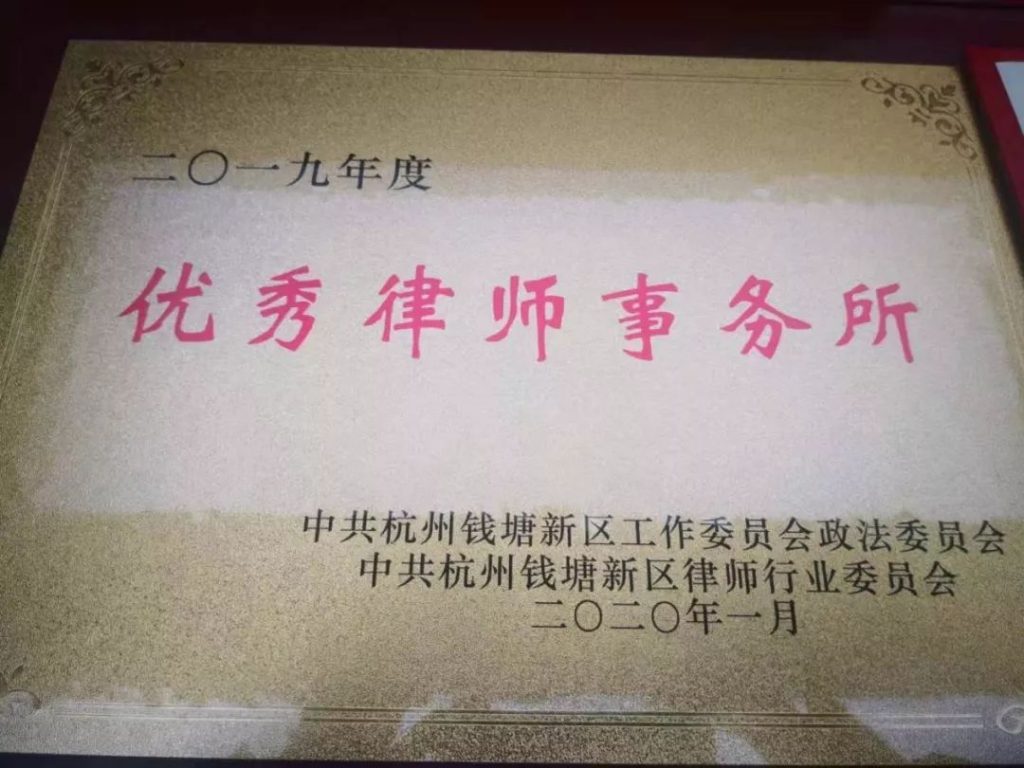 二〇一九年度
优秀律师事务所
中共杭州钱塘新区工作委员会政法委员会
中共杭州钱塘新区律师行业委员会
二〇二〇年一月